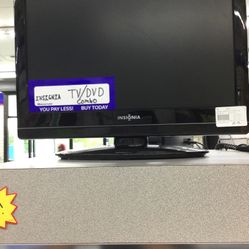 INSIGNIA TV/DVD
Combo
YOU PAY LESS! BUY TODAY
INSIGNIA